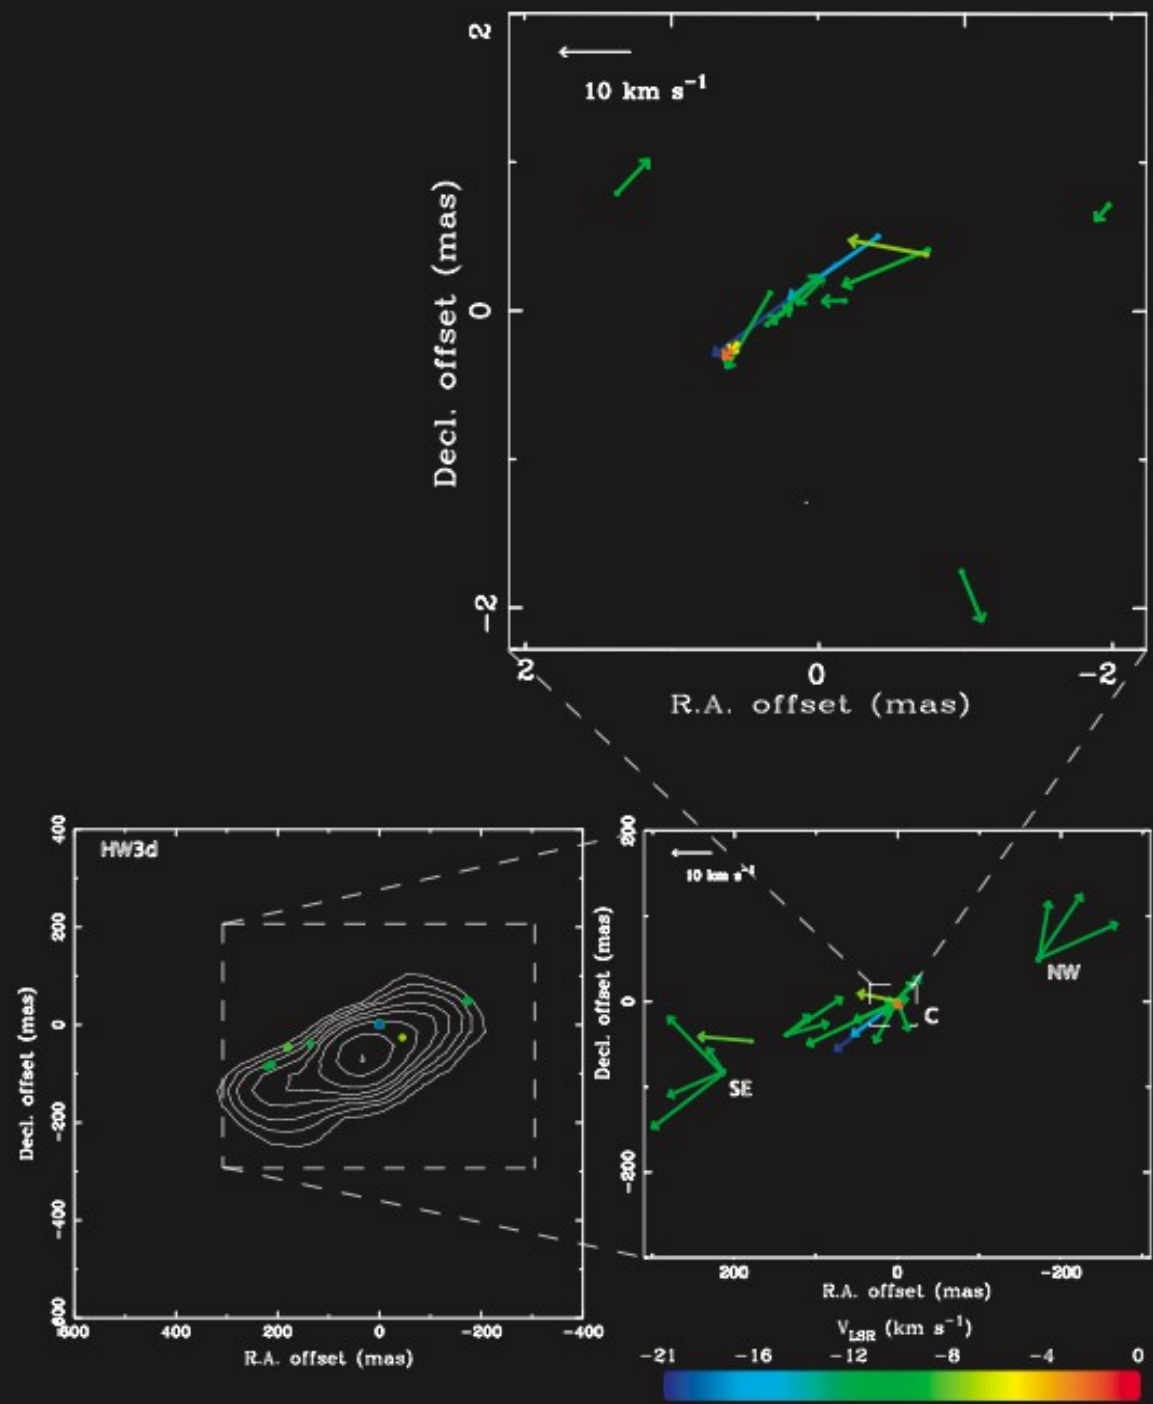 2
10 km s⁻¹
Decl. offset (mas)
0
−2
2 0 −2
R.A. offset (mas)
HW3d
400
200
0
−200
−400
−600
Decl. offset (mas)
600 400 200 0 −200 −400
R.A. offset (mas)
200
0
−200
Decl. offset (mas)
10 km s⁻¹
NW
C
SE
200 0 −200
R.A. offset (mas)
V_LSR (km s⁻¹)
−21 −16 −12 −8 −4 0